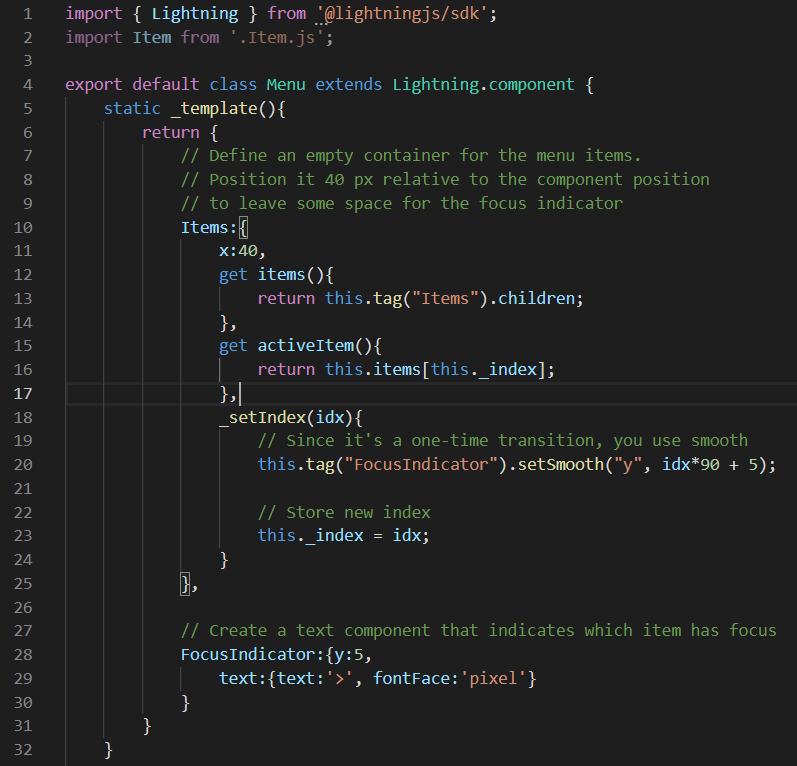 1 import { Lightning } from '@lightningjs/sdk';
2 import Item from '.Item.js';
3
4 export default class Menu extends Lightning.component {
5     static _template(){
6         return {
7             // Define an empty container for the menu items.
8             // Position it 40 px relative to the component position
9             // to leave some space for the focus indicator
10             Items:{
11                 x:40,
12                 get items(){
13                     return this.tag("Items").children;
14                 },
15                 get activeItem(){
16                     return this.items[this._index];
17                 },
18                 _setIndex(idx){
19                     // Since it's a one-time transition, you use smooth
20                     this.tag("FocusIndicator").setSmooth("y", idx*90 + 5);
21
22                     // Store new index
23                     this._index = idx;
24                 }
25             },
26
27             // Create a text component that indicates which item has focus
28             FocusIndicator:{y:5,
29                 text:{text:'>', fontFace:'pixel'}
30             }
31         }
32     }